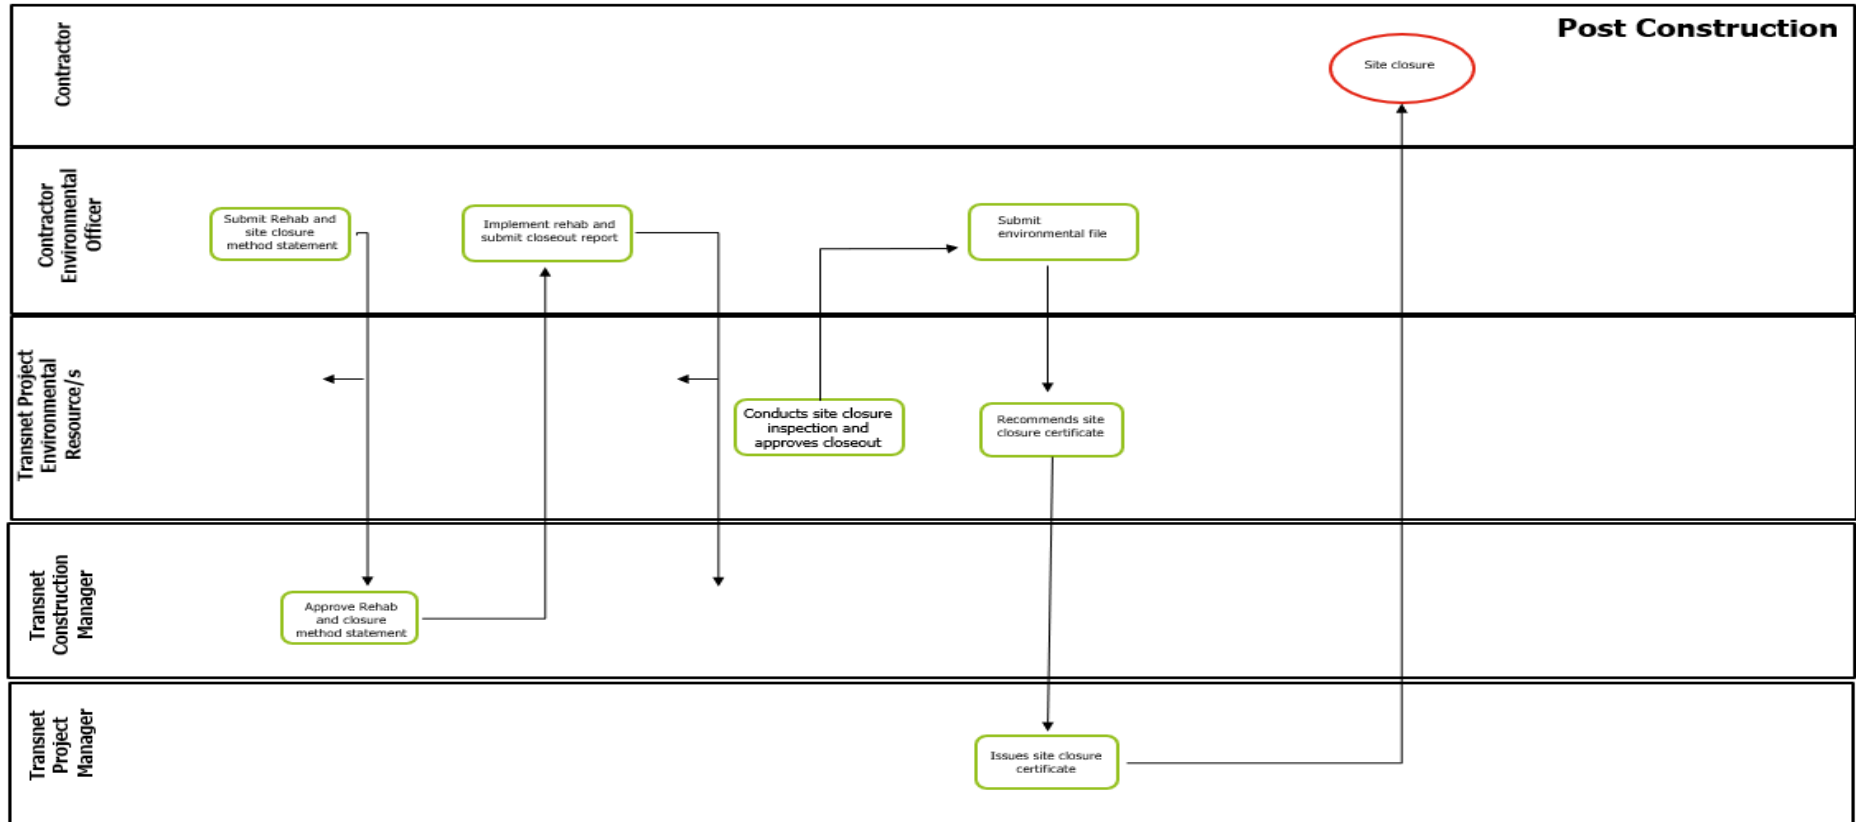 Post Construction
Contractor
Site closure
Contractor
Environmental
Officer
Submit Rehab and
site closure
method statement
Implement rehab and
submit closeout report
Submit
environmental file
Transnet Project
Environmental
Resource/s
Conducts site closure
inspection and
approves closeout
Recommends site
closure certificate
Transnet
Construction
Manager
Approve Rehab
and closure
method statement
Transnet
Project
Manager
Issues site closure
certificate